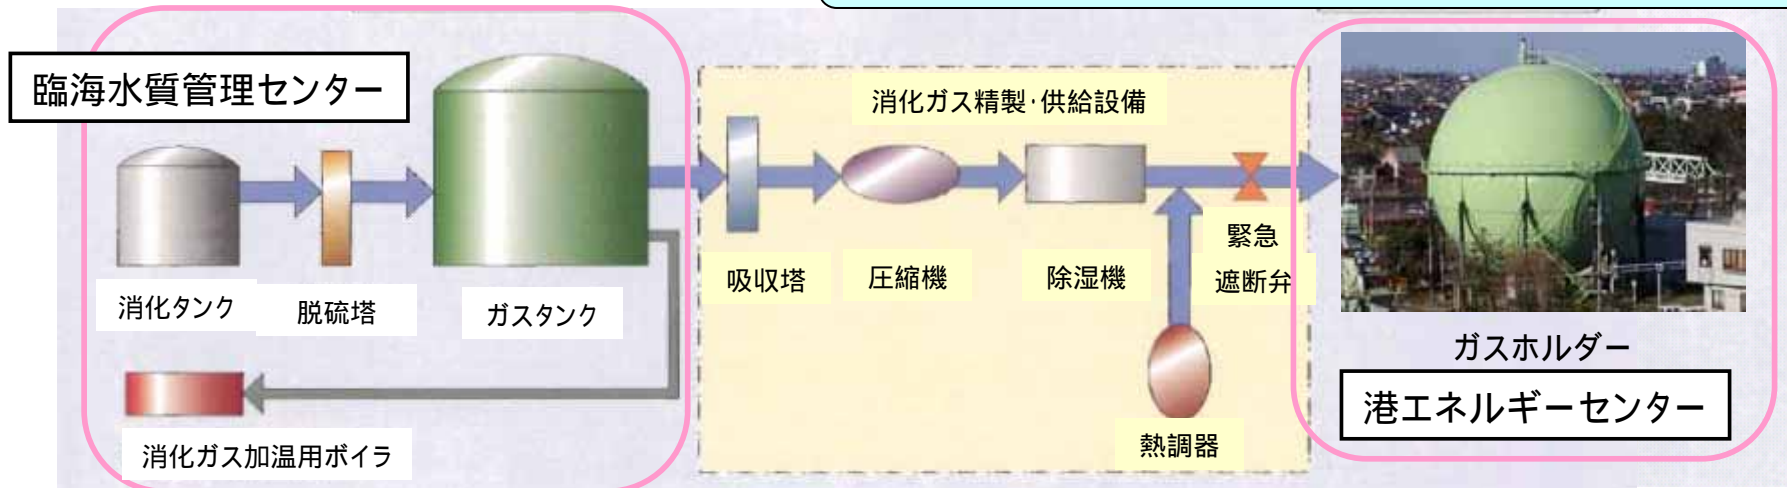 臨海水質管理センター
消化タンク
脱硫塔
ガスタンク
消化ガス加温用ボイラ
消化ガス精製･供給設備
吸収塔
圧縮機
除湿機
緊急
遮断弁
熱調器
ガスホルダー
港エネルギーセンター